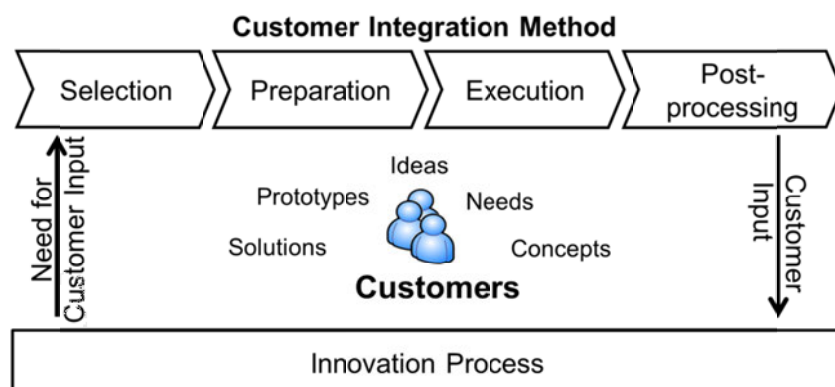 Customer Integration Method
Selection
Preparation
Execution
Post-
processing
Need for
Customer Input
Ideas
Prototypes
Needs
Solutions
Concepts
Customers
Customer
Input
Innovation Process